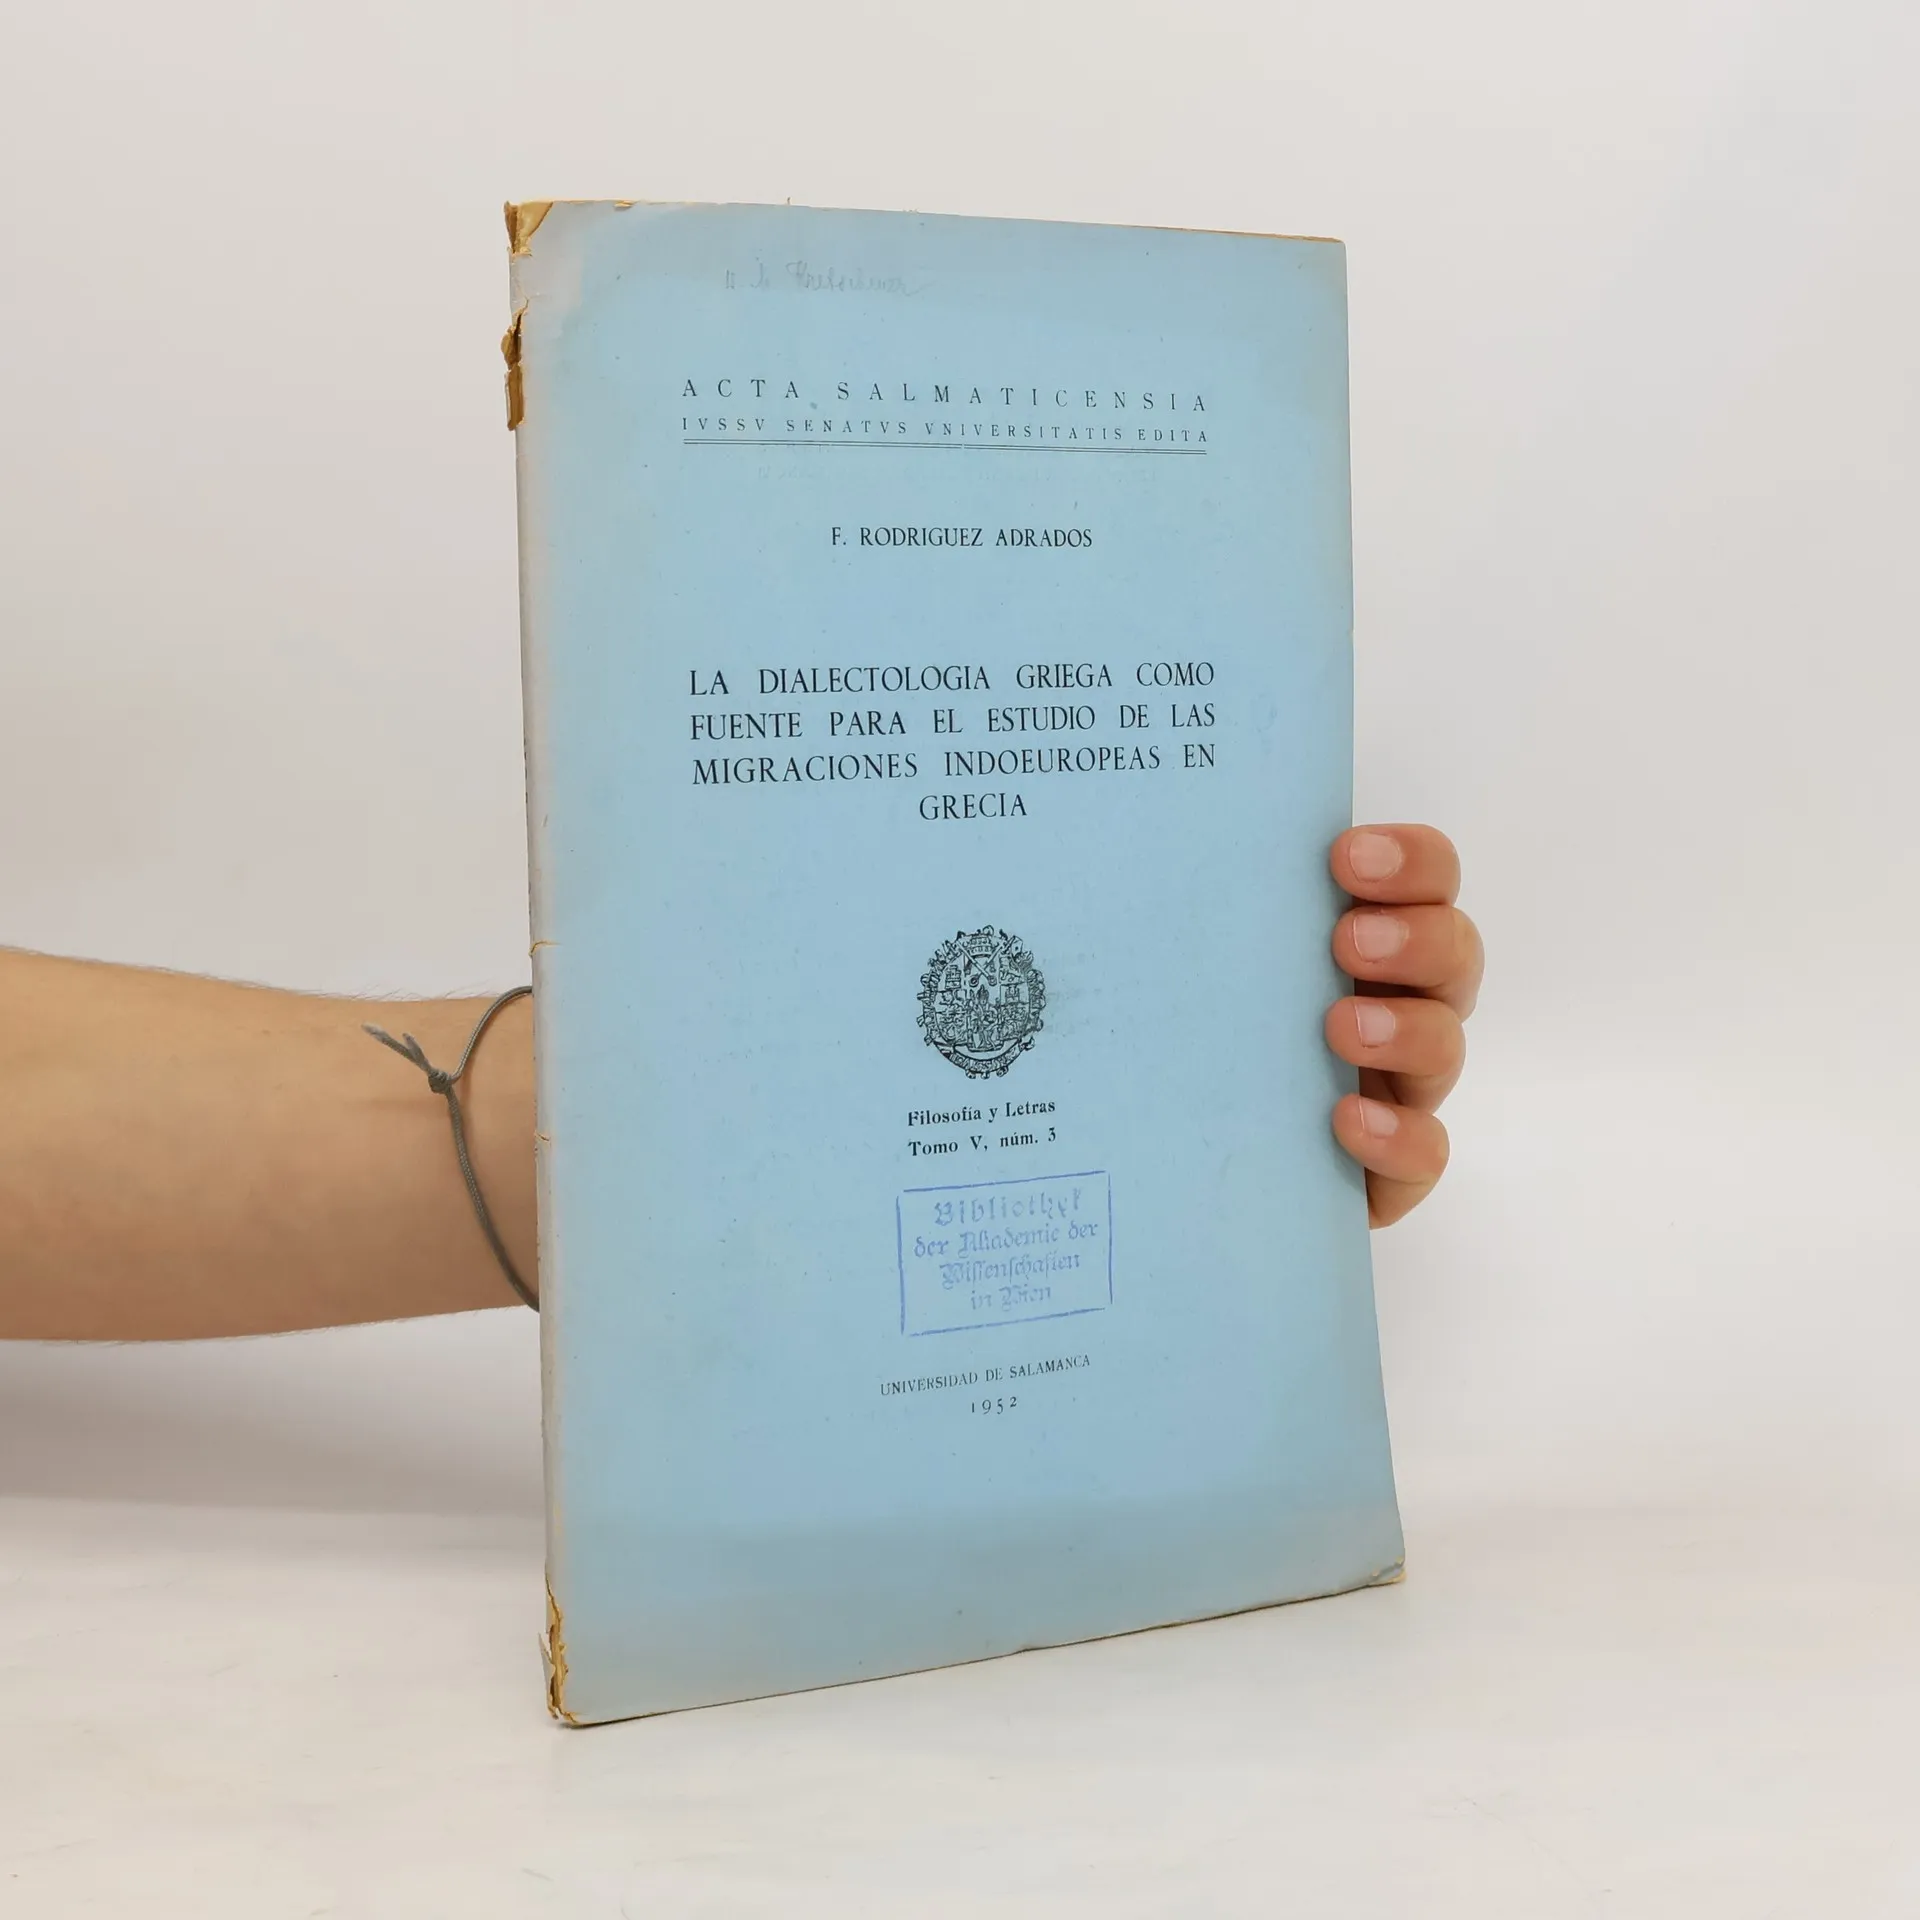 Kretschmer
ACTA SALMATICENSIA
IVSSV SENATVS VNIVERSITATIS EDITA
F. RODRIGUEZ ADRADOS
LA DIALECTOLOGIA GRIEGA COMO
FUENTE PARA EL ESTUDIO DE LAS
MIGRACIONES INDOEUROPEAS EN
GRECIA
Filosofía y Letras
Tomo V, núm. 3
Bibliothek
der Akademie der
Wissenschaften
in Wien
UNIVERSIDAD DE SALAMANCA
1952